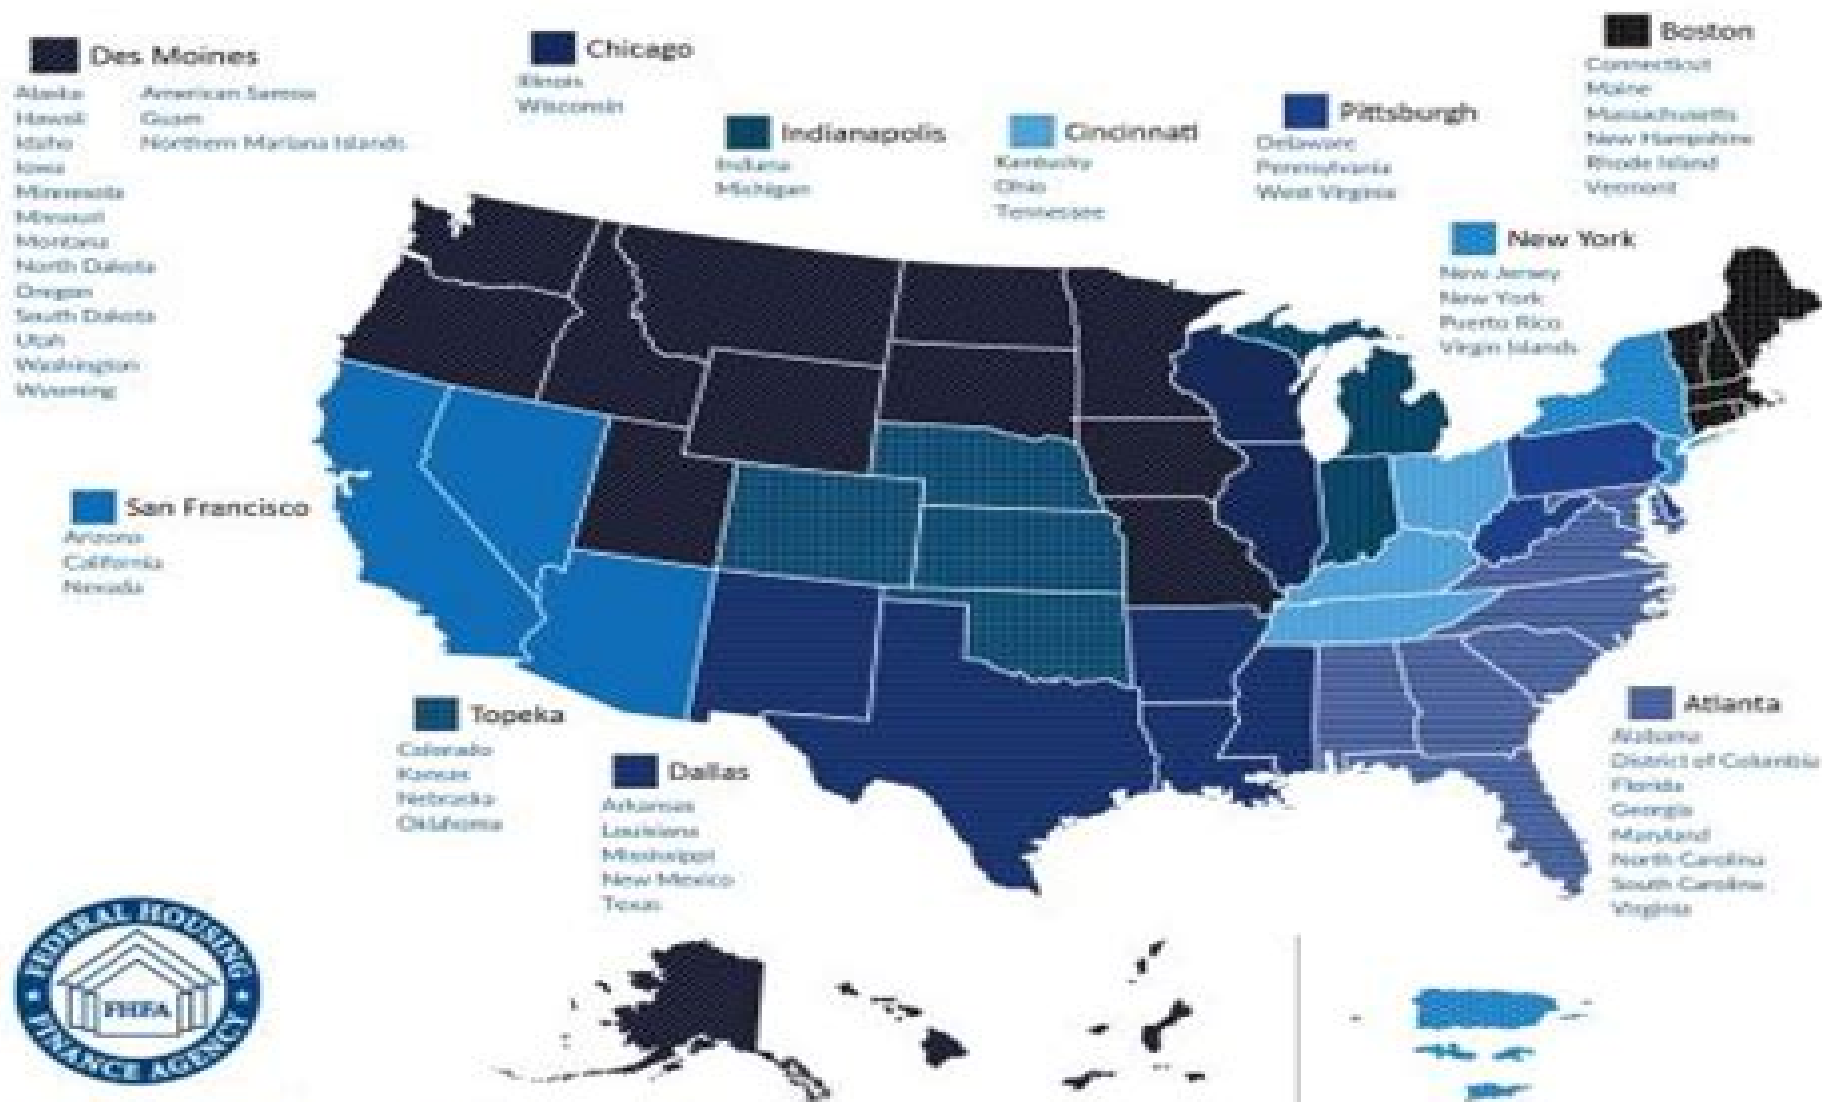 Des Moines
Alaska
Hawaii
Idaho
Iowa
Minnesota
Missouri
Montana
North Dakota
Oregon
South Dakota
Utah
Washington
Wyoming
American Samoa
Guam
Northern Mariana Islands
Chicago
Illinois
Wisconsin
Indianapolis
Indiana
Michigan
Cincinnati
Kentucky
Ohio
Tennessee
Pittsburgh
Delaware
Pennsylvania
West Virginia
Boston
Connecticut
Maine
Massachusetts
New Hampshire
Rhode Island
Vermont
New York
New Jersey
New York
Puerto Rico
Virgin Islands
San Francisco
Arizona
California
Nevada
Topeka
Colorado
Kansas
Nebraska
Oklahoma
Dallas
Arkansas
Louisiana
Mississippi
New Mexico
Texas
Atlanta
Alabama
District of Columbia
Florida
Georgia
Maryland
North Carolina
South Carolina
Virginia
FEDERAL HOUSING
FHFA
FINANCE AGENCY